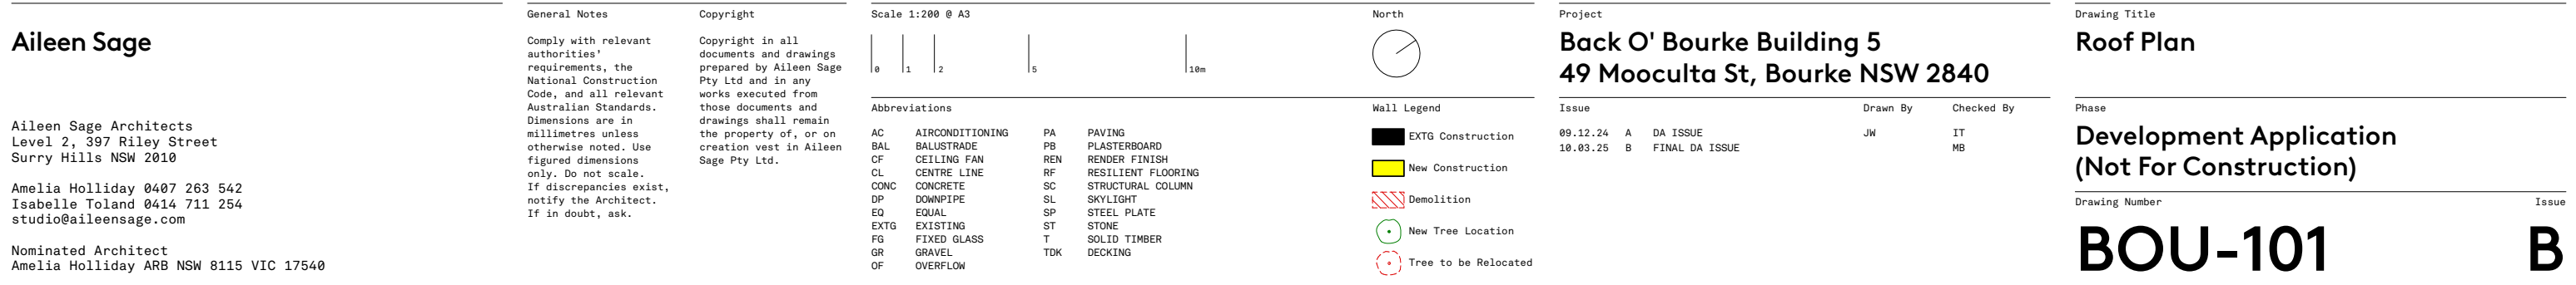 Aileen Sage
Aileen Sage Architects
Level 2, 397 Riley Street
Surry Hills NSW 2010
Amelia Holliday 0407 263 542
Isabelle Toland 0414 711 254
studio@aileensage.com
Nominated Architect
Amelia Holliday ARB NSW 8115 VIC 17540
General Notes
Comply with relevant
authorities'
requirements, the
National Construction
Code, and all relevant
Australian Standards.
Dimensions are in
millimetres unless
otherwise noted. Use
figured dimensions
only. Do not scale.
If discrepancies exist,
notify the Architect.
If in doubt, ask.
Copyright
Copyright in all
documents and drawings
prepared by Aileen Sage
Pty Ltd and in any
works executed from
those documents and
drawings shall remain
the property of, or on
creation vest in Aileen
Sage Pty Ltd.
Scale 1:200 @ A3
0 1 2 5 10m
North
Abbreviations
AC AIRCONDITIONING
BAL BALUSTRADE
CF CEILING FAN
CL CENTRE LINE
CONC CONCRETE
DP DOWNPIPE
EQ EQUAL
EXTG EXISTING
FG FIXED GLASS
GR GRAVEL
OF OVERFLOW
PA PAVING
PB PLASTERBOARD
REN RENDER FINISH
RF RESILIENT FLOORING
SC STRUCTURAL COLUMN
SL SKYLIGHT
SP STEEL PLATE
ST STONE
T SOLID TIMBER
TDK DECKING
Wall Legend
EXTG Construction
New Construction
Demolition
New Tree Location
Tree to be Relocated
Project
Back O' Bourke Building 5
49 Mooculta St, Bourke NSW 2840
Issue Drawn By Checked By
09.12.24 A DA ISSUE JW IT
10.03.25 B FINAL DA ISSUE MB
Drawing Title
Roof Plan
Phase
Development Application
(Not For Construction)
Drawing Number Issue
BOU-101 B